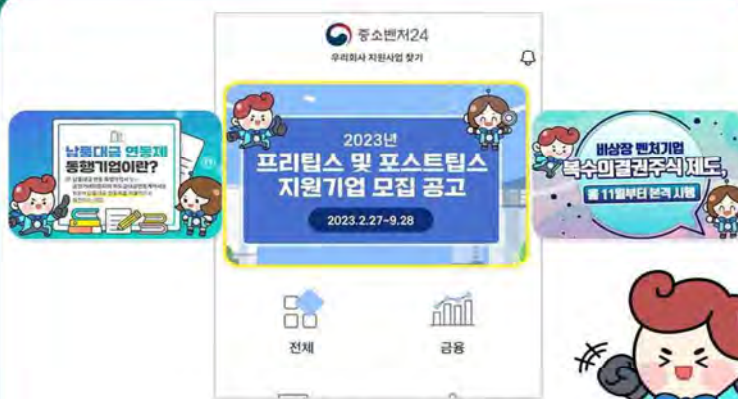 중소벤처24
우리회사 지원사업 찾기
납품대금 연동제
동행기업이란?
2023년
프리팁스 및 포스트팁스
지원기업 모집 공고
2023.2.27~9.28
비상장 벤처기업
복수의결권주식 제도,
11월부터 본격 시행
전체
금융